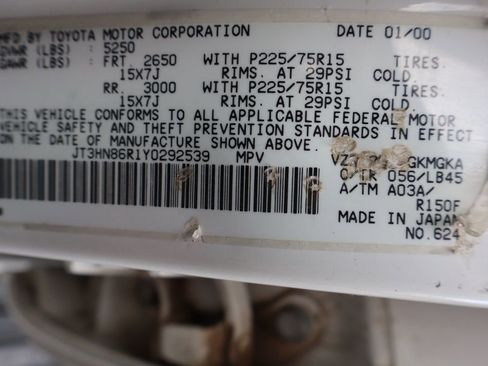 MFD BY TOYOTA MOTOR CORPORATION DATE 01/00
GVWR (LBS) : 5250
GAWR (LBS) : FRT. 2650 WITH P225/75R15 TIRES.
15X7J RIMS. AT 29PSI COLD.
RR. 3000 WITH P225/75R15 TIRES.
15X7J RIMS. AT 29PSI COLD.
THIS VEHICLE CONFORMS TO ALL APPLICABLE FEDERAL MOTOR
VEHICLE SAFETY AND THEFT PREVENTION STANDARDS IN EFFECT
ON THE DATE OF MANUFACTURE SHOWN ABOVE.
JT3HN86R1Y0292539 MPV GKMGKA
C/TR 056/LB45
A/TM A03A/
R150F
MADE IN JAPAN
NO.624